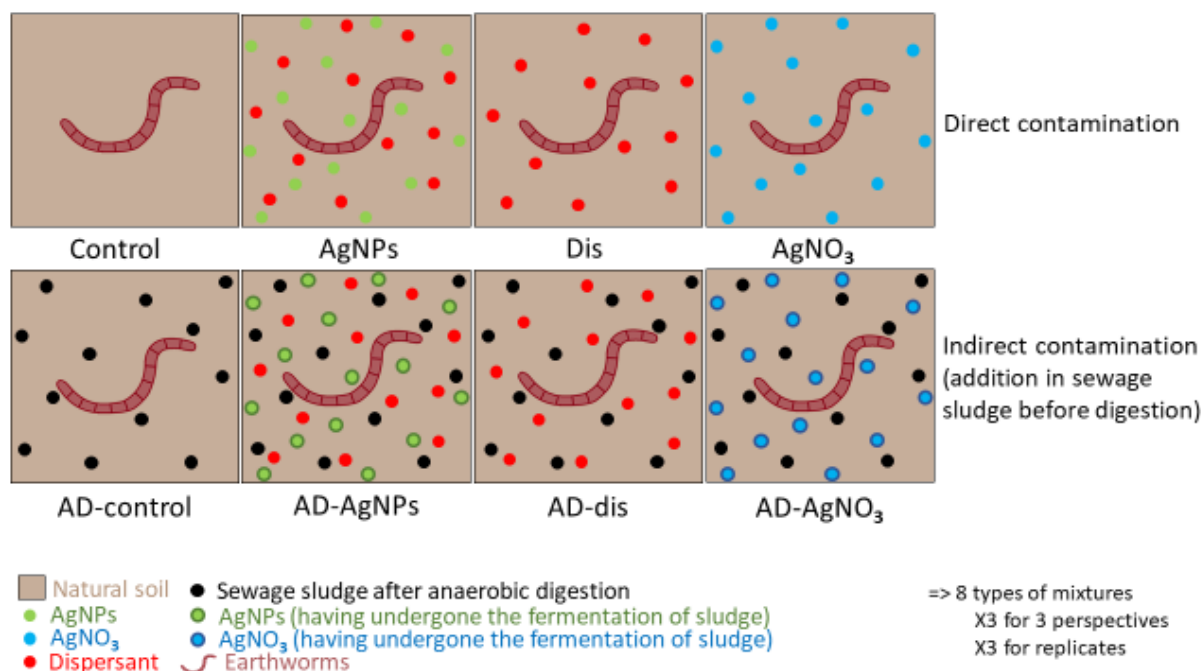 Direct contamination
Control
AgNPs
Dis
AgNO₃
Indirect contamination
(addition in sewage
sludge before digestion)
AD-control
AD-AgNPs
AD-dis
AD-AgNO₃
Natural soil
Sewage sludge after anaerobic digestion
AgNPs
AgNPs (having undergone the fermentation of sludge)
AgNO₃
AgNO₃ (having undergone the fermentation of sludge)
Dispersant
Earthworms
=> 8 types of mixtures
X3 for 3 perspectives
X3 for replicates